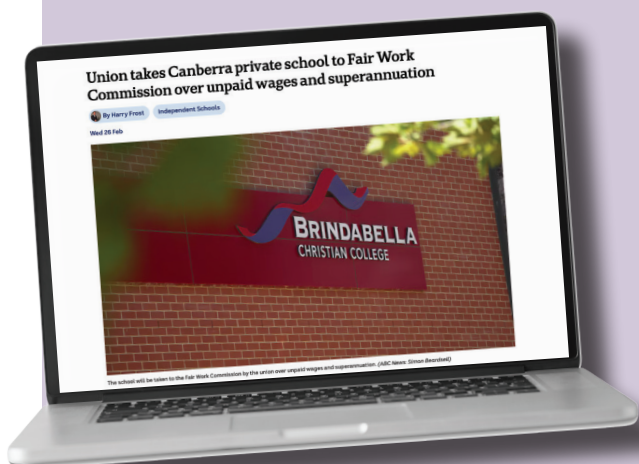 Union takes Canberra private school to Fair Work
Commission over unpaid wages and superannuation
By Harry Frost Independent Schools
Wed 26 Feb
BRINDABELLA
CHRISTIAN COLLEGE
The school will be taken to the Fair Work Commission by the union over unpaid wages and superannuation. (ABC News: Simon Beardsell)